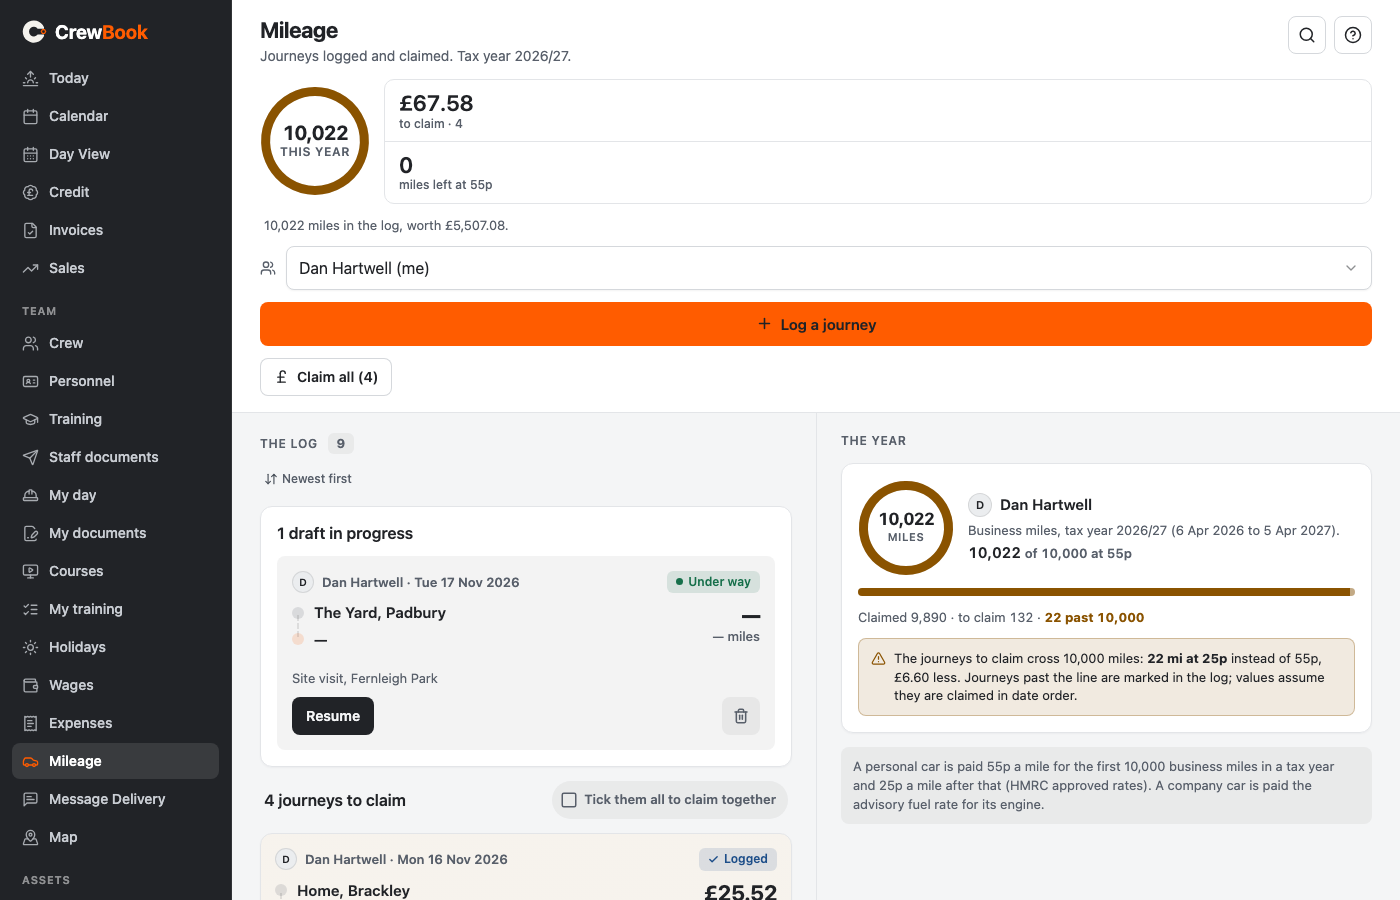 CrewBook
Today
Calendar
Day View
Credit
Invoices
Sales
TEAM
Crew
Personnel
Training
Staff documents
My day
My documents
Courses
My training
Holidays
Wages
Expenses
Mileage
Message Delivery
Map
ASSETS
Mileage
Journeys logged and claimed. Tax year 2026/27.
10,022
THIS YEAR
£67.58
to claim · 4
0
miles left at 55p
10,022 miles in the log, worth £5,507.08.
Dan Hartwell (me)
+ Log a journey
£ Claim all (4)
THE LOG 9
Newest first
1 draft in progress
D Dan Hartwell · Tue 17 Nov 2026
Under way
The Yard, Padbury
—
—
— miles
Site visit, Fernleigh Park
Resume
4 journeys to claim
Tick them all to claim together
D Dan Hartwell · Mon 16 Nov 2026
Logged
Home, Brackley
£25.52
THE YEAR
10,022
MILES
D Dan Hartwell
Business miles, tax year 2026/27 (6 Apr 2026 to 5 Apr 2027).
10,022 of 10,000 at 55p
Claimed 9,890 · to claim 132 · 22 past 10,000
The journeys to claim cross 10,000 miles: 22 mi at 25p instead of 55p,
£6.60 less. Journeys past the line are marked in the log; values assume
they are claimed in date order.
A personal car is paid 55p a mile for the first 10,000 business miles in a tax year
and 25p a mile after that (HMRC approved rates). A company car is paid the
advisory fuel rate for its engine.